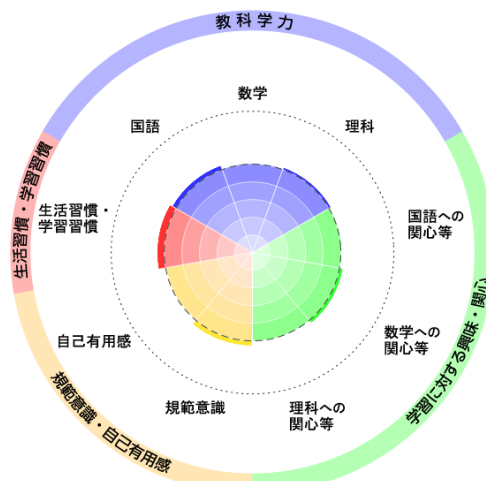 教科学力
数学
国語
理科
生活習慣・学習習慣
生活習慣・
学習習慣
国語への
関心等
自己有用感
数学への
関心等
規範意識
理科への
関心等
規範意識・自己有用感
学習に対する興味・関心